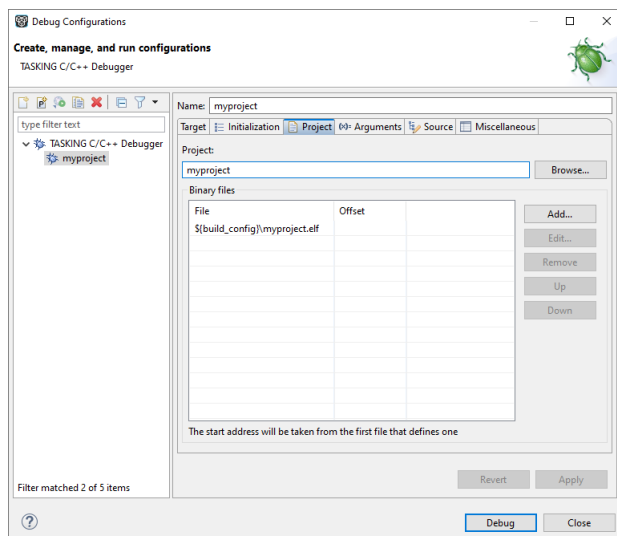 Debug Configurations
Create, manage, and run configurations
TASKING C/C++ Debugger
type filter text
TASKING C/C++ Debugger
myproject
Filter matched 2 of 5 items
Name: myproject
Target Initialization Project (x)= Arguments Source Miscellaneous
Project:
myproject Browse...
Binary files
File Offset
${build_config}\myproject.elf
Add...
Edit...
Remove
Up
Down
The start address will be taken from the first file that defines one
Revert Apply
? Debug Close